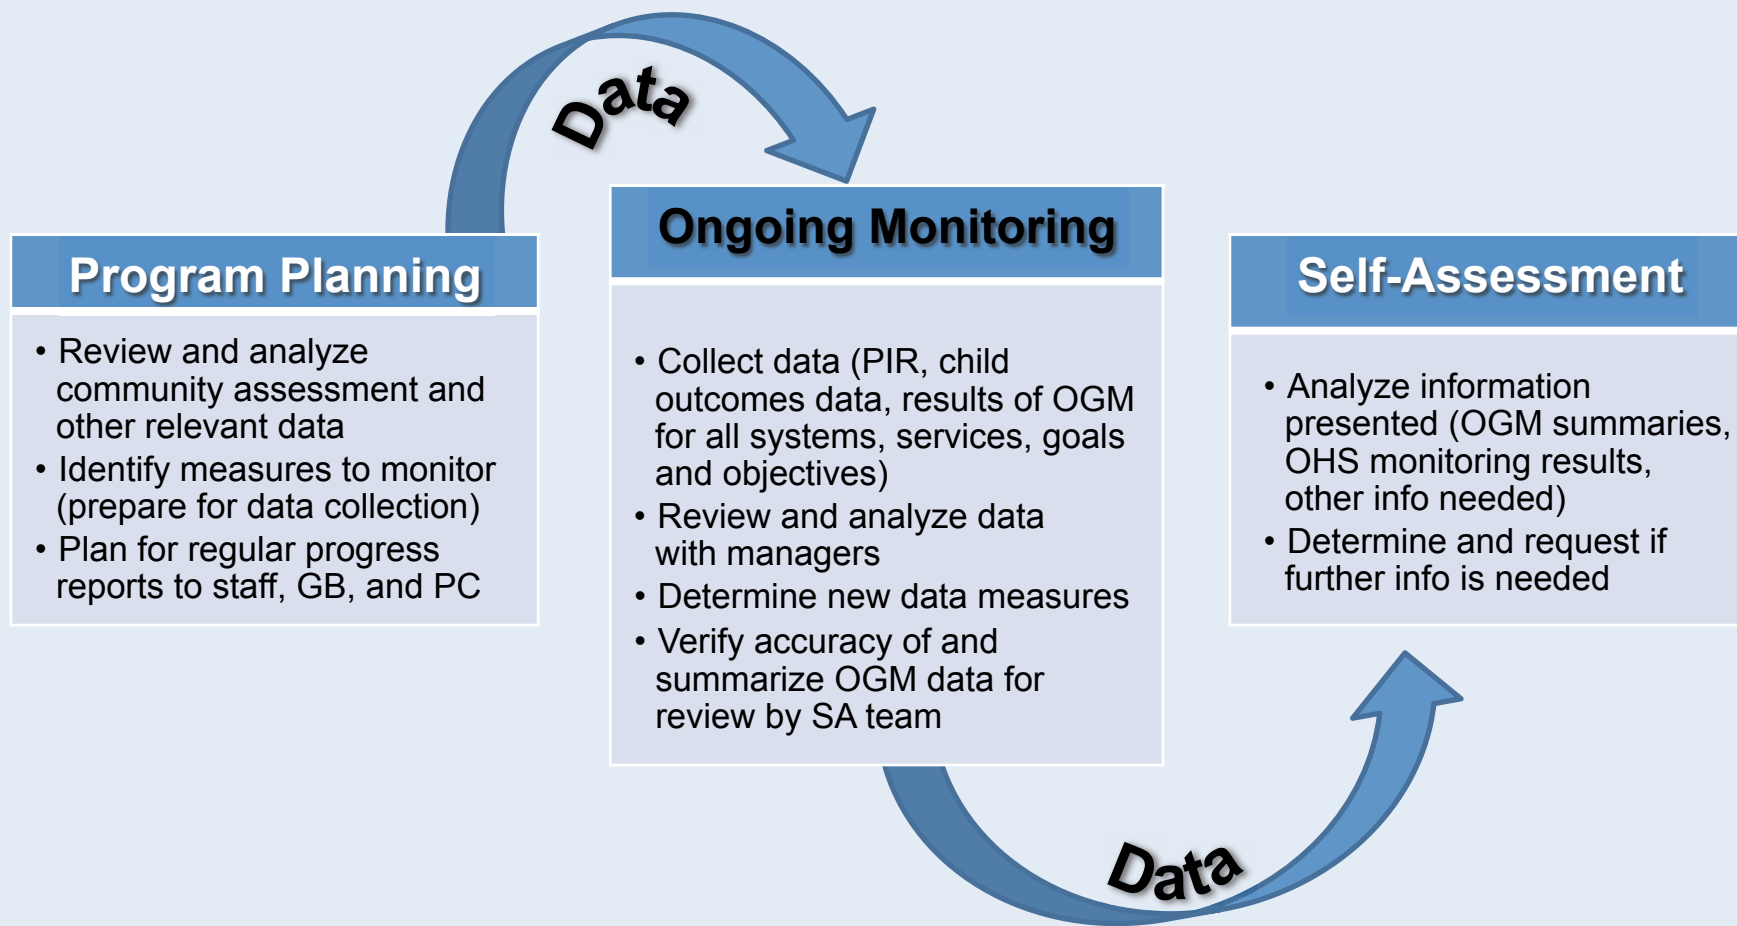 Data
Program Planning
• Review and analyze
community assessment and
other relevant data
• Identify measures to monitor
(prepare for data collection)
• Plan for regular progress
reports to staff, GB, and PC
Ongoing Monitoring
• Collect data (PIR, child
outcomes data, results of OGM
for all systems, services, goals
and objectives)
• Review and analyze data
with managers
• Determine new data measures
• Verify accuracy of and
summarize OGM data for
review by SA team
Data
Self-Assessment
• Analyze information
presented (OGM summaries,
OHS monitoring results,
other info needed)
• Determine and request if
further info is needed